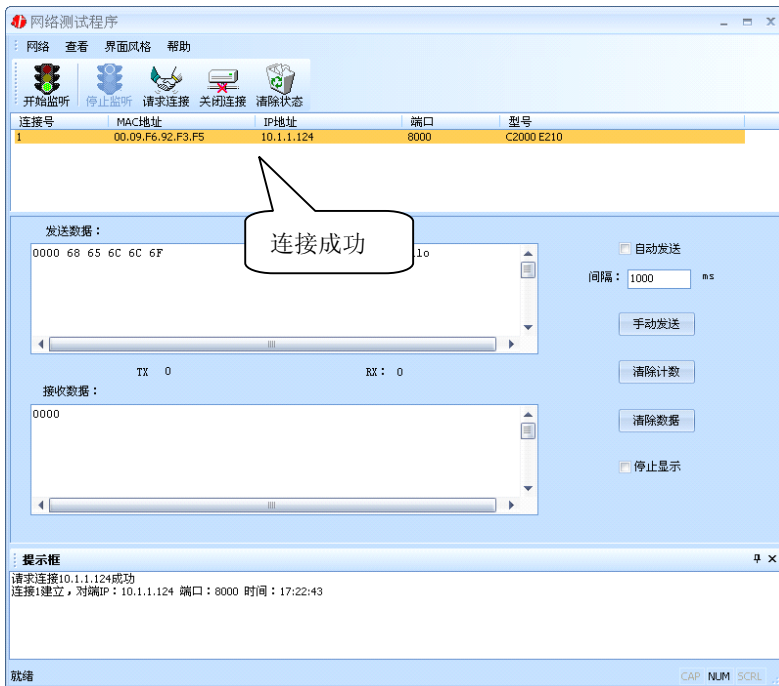 网络测试程序
网络 查看 界面风格 帮助
开始监听 停止监听 请求连接 关闭连接 清除状态
连接号 MAC地址 IP地址 端口 型号
1 00.09.F6.92.F3.F5 10.1.1.124 8000 C2000 E210
连接成功
发送数据：
0000 68 65 6C 6C 6F llo
自动发送
间隔： 1000 ms
手动发送
TX 0 RX： 0
清除计数
接收数据：
0000
清除数据
停止显示
提示框
请求连接10.1.1.124成功
连接1建立，对端IP：10.1.1.124 端口：8000 时间：17:22:43
就绪 CAP NUM SCRL